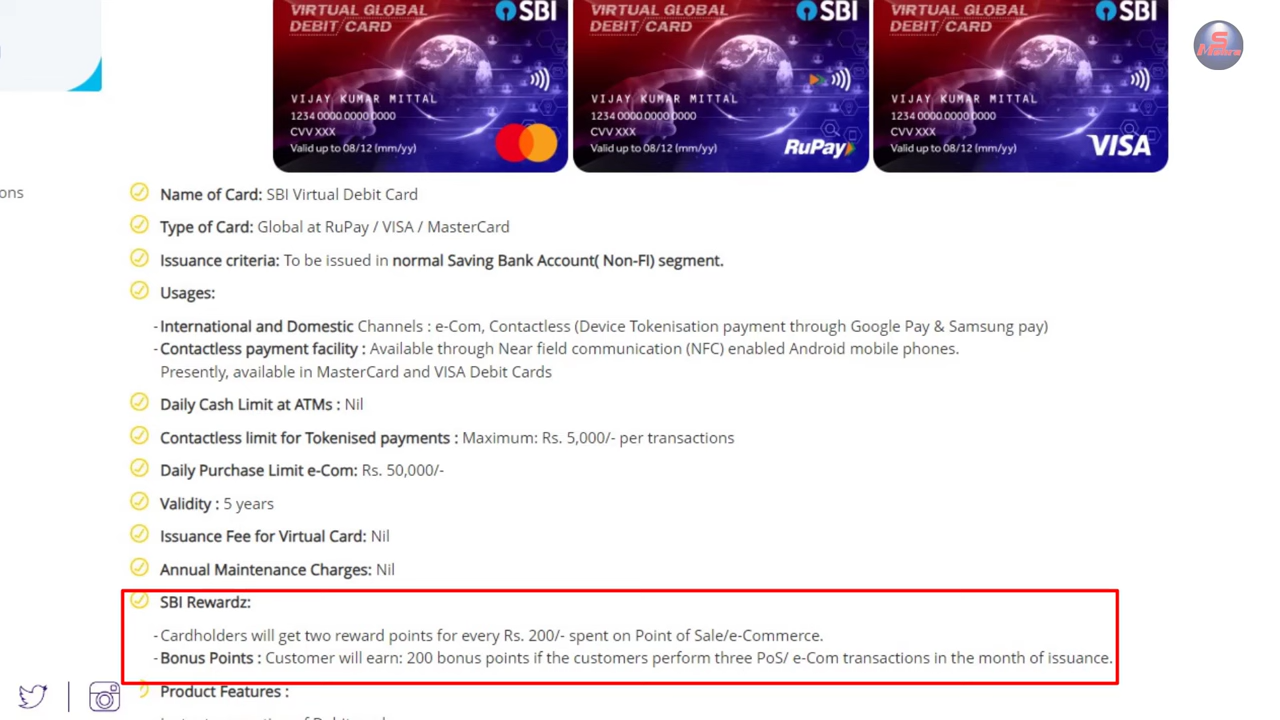 VIRTUAL GLOBAL
DEBIT CARD
SBI
VIJAY KUMAR MITTAL
1234 0000 0000 0000
CVV XXX
Valid up to 08/12 (mm/yy)
VIRTUAL GLOBAL
DEBIT CARD
SBI
VIJAY KUMAR MITTAL
1234 0000 0000 0000
CVV XXX
Valid up to 08/12 (mm/yy)
RuPay
VIRTUAL GLOBAL
DEBIT CARD
SBI
VIJAY KUMAR MITTAL
1234 0000 0000 0000
CVV XXX
Valid up to 08/12 (mm/yy)
VISA
S
ons
Name of Card: SBI Virtual Debit Card
Type of Card: Global at RuPay / VISA / MasterCard
Issuance criteria: To be issued in normal Saving Bank Account( Non-FI) segment.
Usages:
-International and Domestic Channels : e-Com, Contactless (Device Tokenisation payment through Google Pay & Samsung pay)
-Contactless payment facility : Available through Near field communication (NFC) enabled Android mobile phones.
Presently, available in MasterCard and VISA Debit Cards
Daily Cash Limit at ATMs : Nil
Contactless limit for Tokenised payments : Maximum: Rs. 5,000/- per transactions
Daily Purchase Limit e-Com: Rs. 50,000/-
Validity : 5 years
Issuance Fee for Virtual Card: Nil
Annual Maintenance Charges: Nil
SBI Rewardz:
-Cardholders will get two reward points for every Rs. 200/- spent on Point of Sale/e-Commerce.
-Bonus Points : Customer will earn: 200 bonus points if the customers perform three PoS/ e-Com transactions in the month of issuance.
Product Features :